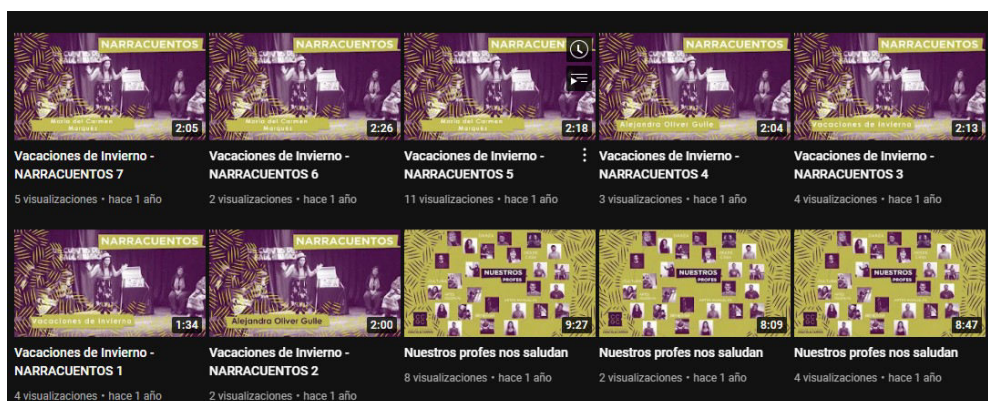 NARRACUENTOS
María del Carmen
Marqués
2:05
Vacaciones de Invierno -
NARRACUENTOS 7
5 visualizaciones • hace 1 año
NARRACUENTOS
María del Carmen
Marqués
2:26
Vacaciones de Invierno -
NARRACUENTOS 6
2 visualizaciones • hace 1 año
NARRACUEN
María del Carmen
Marqués
2:18
Vacaciones de Invierno -
NARRACUENTOS 5
11 visualizaciones • hace 1 año
NARRACUENTOS
Alejandro Oliver Gulle
2:04
Vacaciones de Invierno -
NARRACUENTOS 4
3 visualizaciones • hace 1 año
NARRACUENTOS
Vacaciones de Invierno
2:13
Vacaciones de Invierno -
NARRACUENTOS 3
4 visualizaciones • hace 1 año
NARRACUENTOS
Vacaciones de Invierno
1:34
Vacaciones de Invierno -
NARRACUENTOS 1
4 visualizaciones • hace 1 año
NARRACUENTOS
Alejandro Oliver Gulle
2:00
Vacaciones de Invierno -
NARRACUENTOS 2
2 visualizaciones • hace 1 año
NUESTROS
PROFES
9:27
Nuestros profes nos saludan
8 visualizaciones • hace 1 año
NUESTROS
PROFES
8:09
Nuestros profes nos saludan
2 visualizaciones • hace 1 año
NUESTROS
PROFES
8:47
Nuestros profes nos saludan
4 visualizaciones • hace 1 año